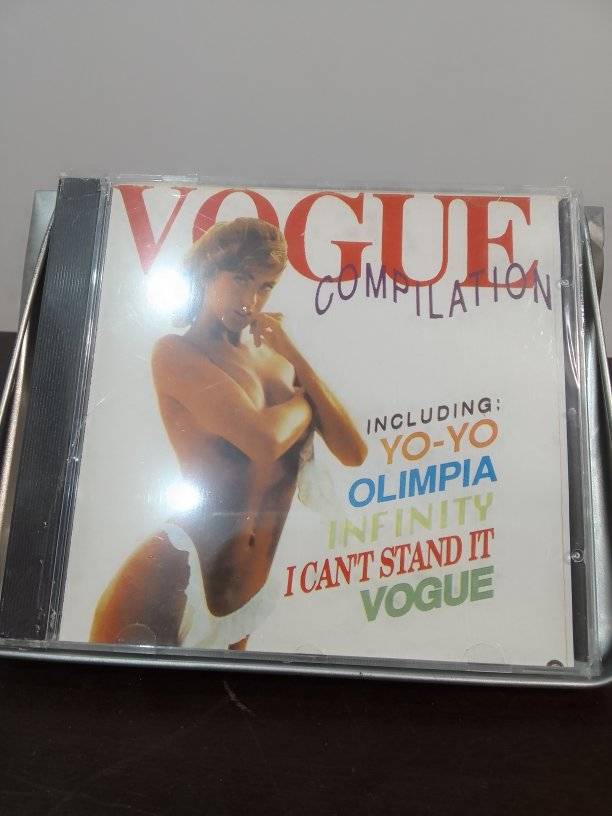 VOGUE
COMPILATION
INCLUDING:
YO-YO
OLIMPIA
INFINITY
I CAN'T STAND IT
VOGUE